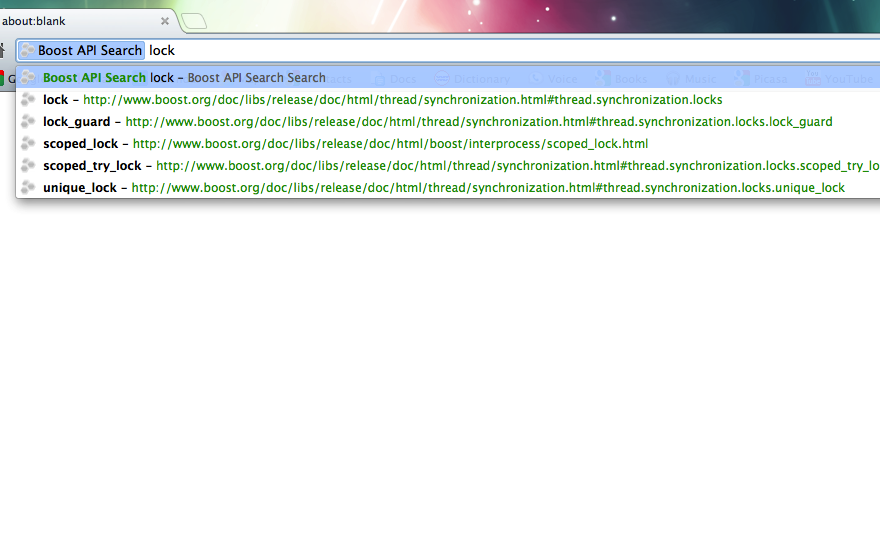 about:blank
Boost API Search lock
Boost API Search lock – Boost API Search Search
lock – http://www.boost.org/doc/libs/release/doc/html/thread/synchronization.html#thread.synchronization.locks
lock_guard – http://www.boost.org/doc/libs/release/doc/html/thread/synchronization.html#thread.synchronization.locks.lock_guard
scoped_lock – http://www.boost.org/doc/libs/release/doc/html/boost/interprocess/scoped_lock.html
scoped_try_lock – http://www.boost.org/doc/libs/release/doc/html/thread/synchronization.html#thread.synchronization.locks.scoped_try_lo
unique_lock – http://www.boost.org/doc/libs/release/doc/html/thread/synchronization.html#thread.synchronization.locks.unique_lock